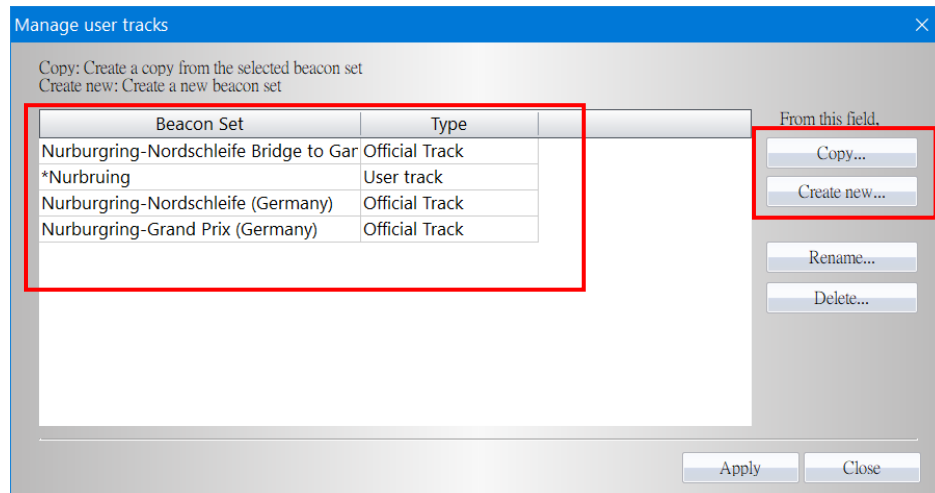 Manage user tracks
Copy: Create a copy from the selected beacon set
Create new: Create a new beacon set
Beacon Set Type
Nurburgring-Nordschleife Bridge to Gar Official Track
*Nurbruing User track
Nurburgring-Nordschleife (Germany) Official Track
Nurburgring-Grand Prix (Germany) Official Track
From this field,
Copy...
Create new...
Rename...
Delete...
Apply Close